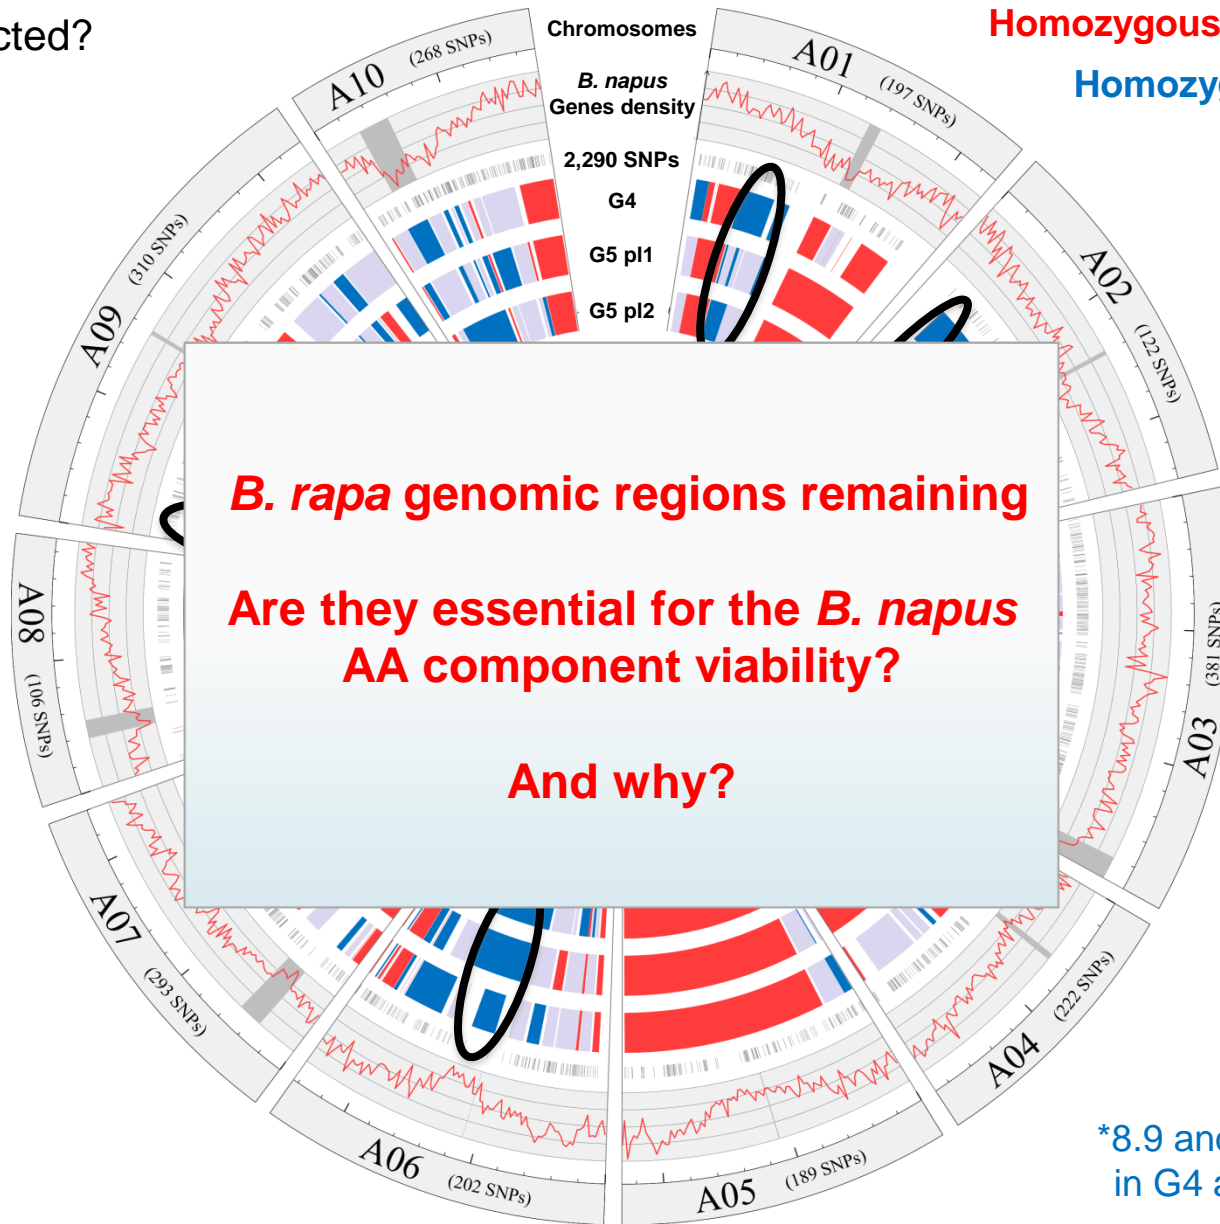 cted?
Homozygous
Homozyg
Chromosomes
B. napus
Genes density
2,290 SNPs
G4
G5 pl1
G5 pl2
A01 (197 SNPs)
A02 (122 SNPs)
A03 (381 SNPs)
A04 (222 SNPs)
A05 (189 SNPs)
A06 (202 SNPs)
A07 (293 SNPs)
A08 (106 SNPs)
A09 (310 SNPs)
A10 (268 SNPs)
B. rapa genomic regions remaining
Are they essential for the B. napus
AA component viability?
And why?
*8.9 and
in G4 a